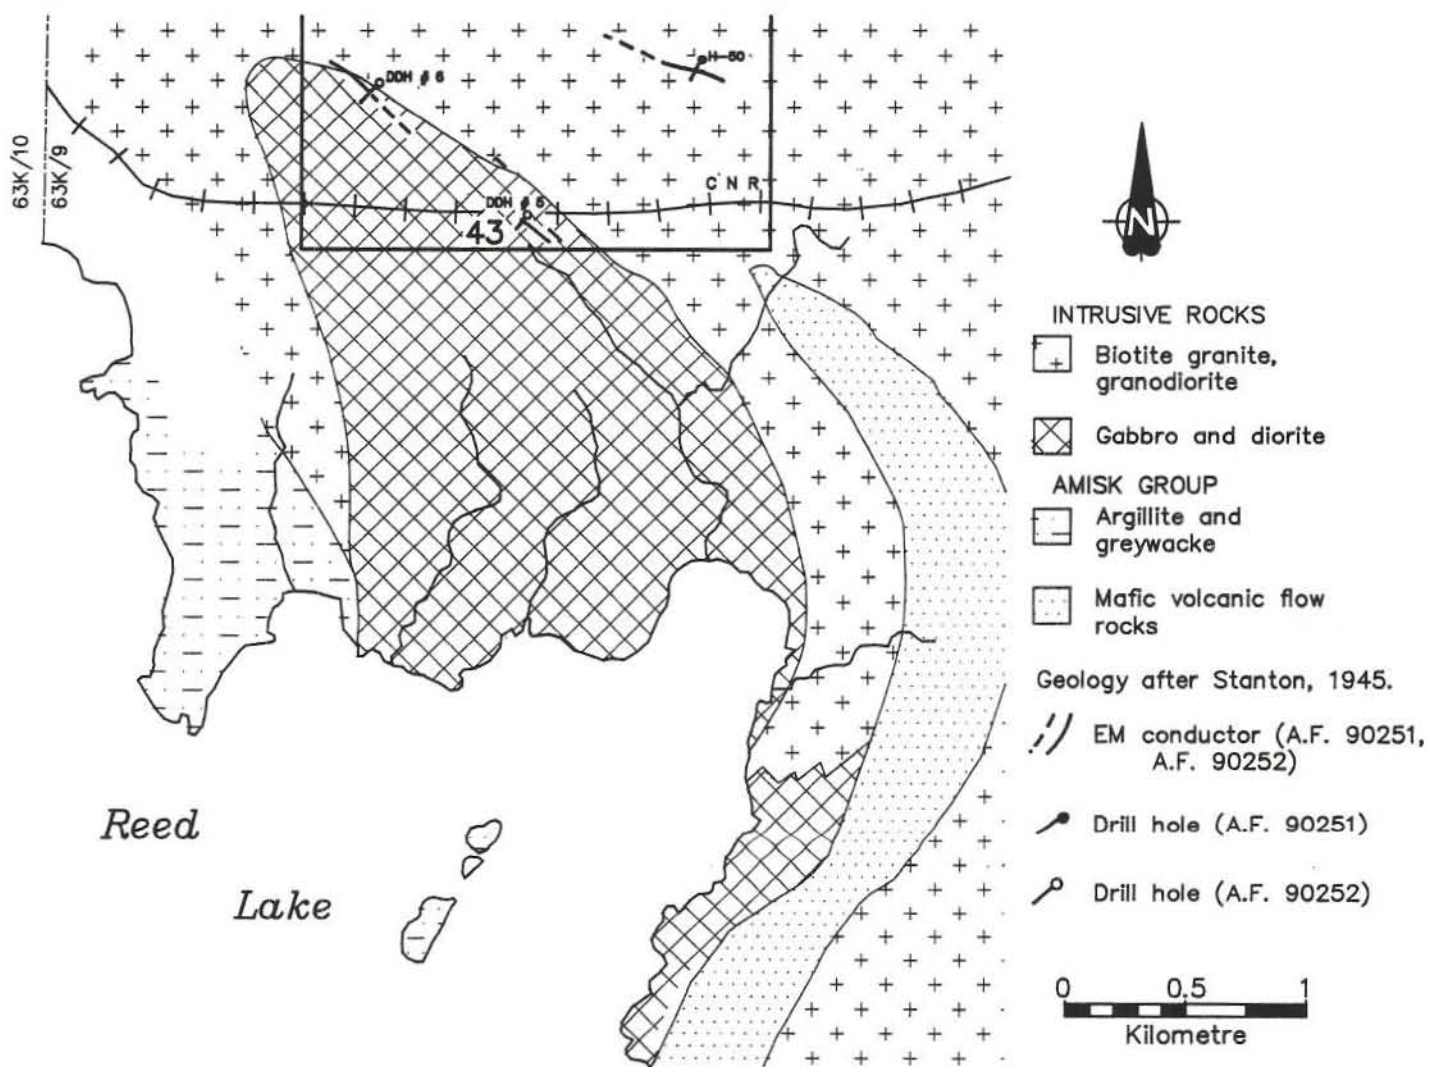 DDH # 6
H-50
63K/10
63K/9
C N R
DDH # 5
43
N
INTRUSIVE ROCKS
Biotite granite,
granodiorite
Gabbro and diorite
AMISK GROUP
Argillite and
greywacke
Mafic volcanic flow
rocks
Geology after Stanton, 1945.
EM conductor (A.F. 90251,
A.F. 90252)
Reed
Lake
Drill hole (A.F. 90251)
Drill hole (A.F. 90252)
0 0.5 1
Kilometre